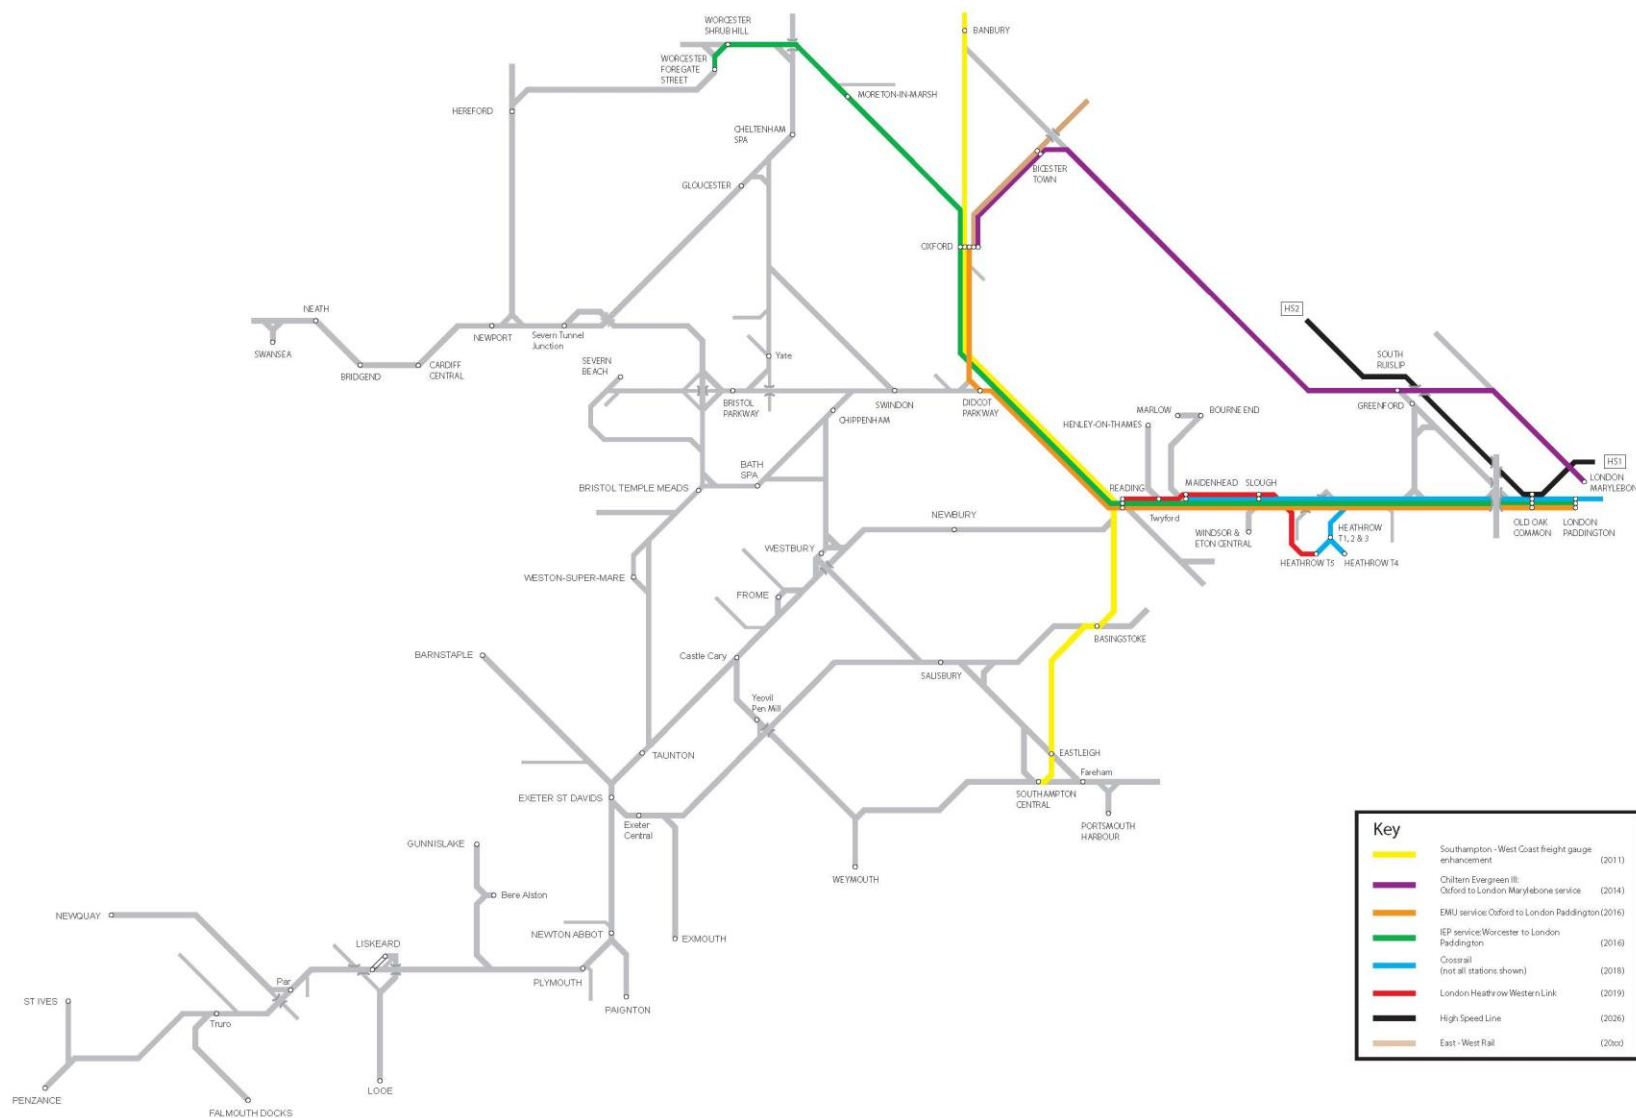 WORCESTER
SHRUB HILL
BANBURY
WORCESTER
FOREGATE
STREET
MORETON-IN-MARSH
HEREFORD
CHELTENHAM
SPA
BICESTER
TOWN
GLOUCESTER
OXFORD
NEATH
HS2
NEWPORT
Severn Tunnel
Junction
SWANSEA
SOUTH
RUISLIP
SEVERN
BEACH
Yate
BRIDGEND
CARDIFF
CENTRAL
BRISTOL
PARKWAY
SWINDON
DIDCOT
PARKWAY
GREENFORD
CHIPPENHAM
MARLOW
BOURNE END
HENLEY-ON-THAMES
HS1
BATH
SPA
LONDON
MARYLEBON
BRISTOL TEMPLE MEADS
READING
MAIDENHEAD
SLOUGH
NEWBURY
Twyford
WINDSOR &
ETON CENTRAL
HEATHROW
T1, 2 & 3
OLD OAK
COMMON
LONDON
PADDINGTON
WESTBURY
HEATHROW T5
HEATHROW T4
WESTON-SUPER-MARE
FROME
BASINGSTOKE
BARNSTAPLE
Castle Cary
SALISBURY
Yeovil
Pen Mill
TAUNTON
EASTLEIGH
Fareham
EXETER ST DAVIDS
SOUTHAMPTON
CENTRAL
Exeter
Central
PORTSMOUTH
HARBOUR
GUNNISLAKE
WEYMOUTH
Bere Alston
NEWQUAY
NEWTON ABBOT
EXMOUTH
LISKEARD
Par
PLYMOUTH
ST IVES
PAIGNTON
Truro
LOOE
PENZANCE
FALMOUTH DOCKS
Key
Southampton - West Coast freight gauge
enhancement (2011)
Chiltern Evergreen III:
Oxford to London Marylebone service (2014)
EMU service: Oxford to London Paddington (2016)
IEP service: Worcester to London
Paddington (2016)
Crossrail
(not all stations shown) (2018)
London Heathrow Western Link (2019)
High Speed Line (2026)
East - West Rail (20xx)